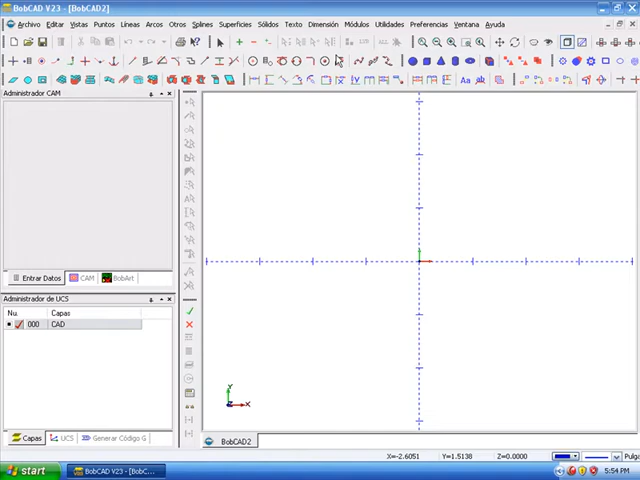 BobCAD V23 - [BobCAD2]
Archivo Editar Vistas Puntos Líneas Arcos Otros Splines Superficies Sólidos Texto Dimensión Módulos Utilidades Preferencias Ventana Ayuda
Administrador CAM
Entrar Datos CAM BobArt
Administrador de UCS
Nu. Capas
000 CAD
Y
X
Z
Capas UCS Generar Código G
BobCAD2
X=-2.6051 Y=1.5138 Z=0.0000 Pulga
start BobCAD V23 - [BobC... 5:54 PM